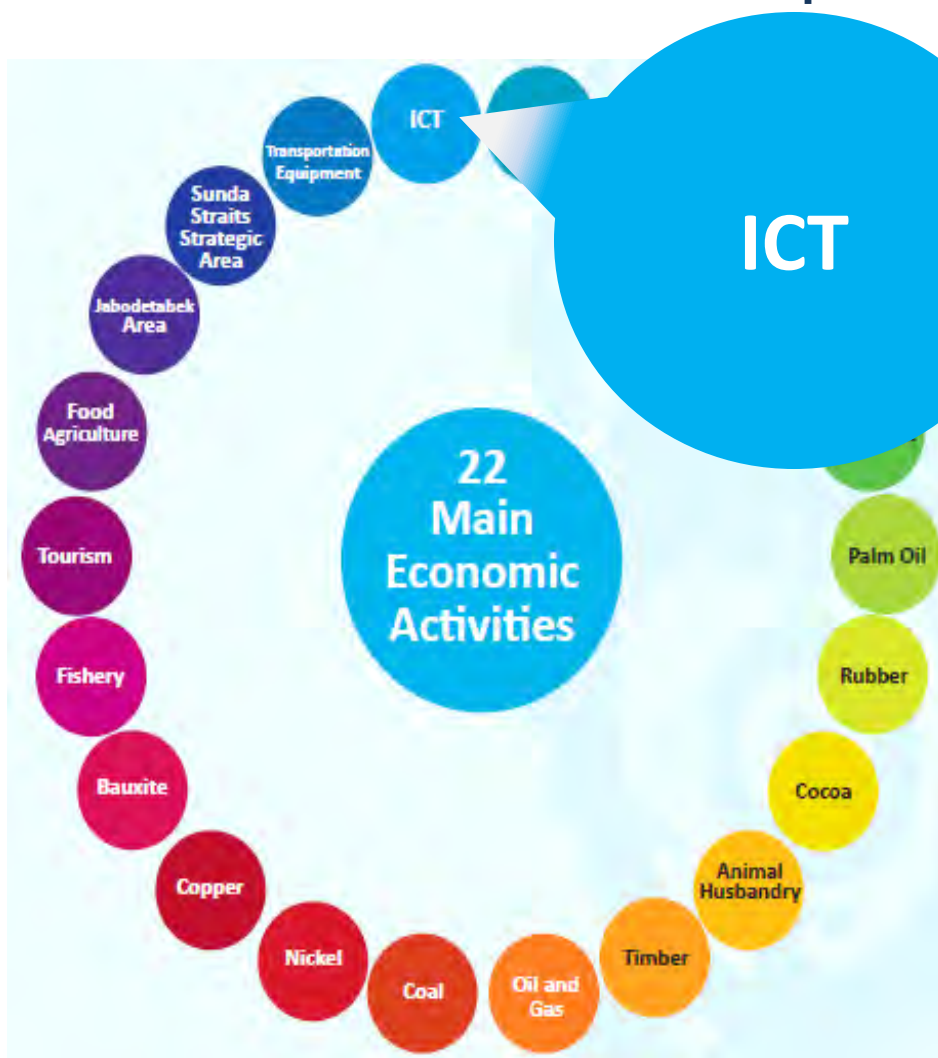 ICT
ICT
Transportation
Equipment
Sunda
Straits
Strategic
Area
Jabodetabek
Area
Food
Agriculture
22
Main
Economic
Activities
Tourism
Palm Oil
Fishery
Rubber
Bauxite
Cocoa
Copper
Animal
Husbandry
Nickel
Timber
Coal
Oil and
Gas